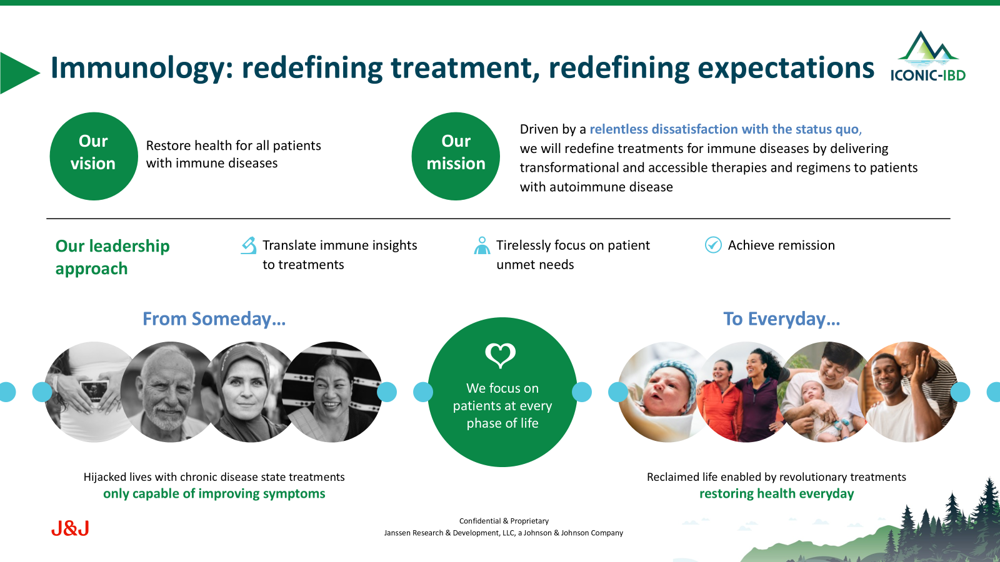 Immunology: redefining treatment, redefining expectations
ICONIC-IBD
Our
vision
Restore health for all patients
with immune diseases
Our
mission
Driven by a relentless dissatisfaction with the status quo,
we will redefine treatments for immune diseases by delivering
transformational and accessible therapies and regimens to patients
with autoimmune disease
Our leadership
approach
Translate immune insights
to treatments
Tirelessly focus on patient
unmet needs
Achieve remission
From Someday...
We focus on
patients at every
phase of life
To Everyday...
Hijacked lives with chronic disease state treatments
only capable of improving symptoms
Reclaimed life enabled by revolutionary treatments
restoring health everyday
J&J
Confidential & Proprietary
Janssen Research & Development, LLC, a Johnson & Johnson Company